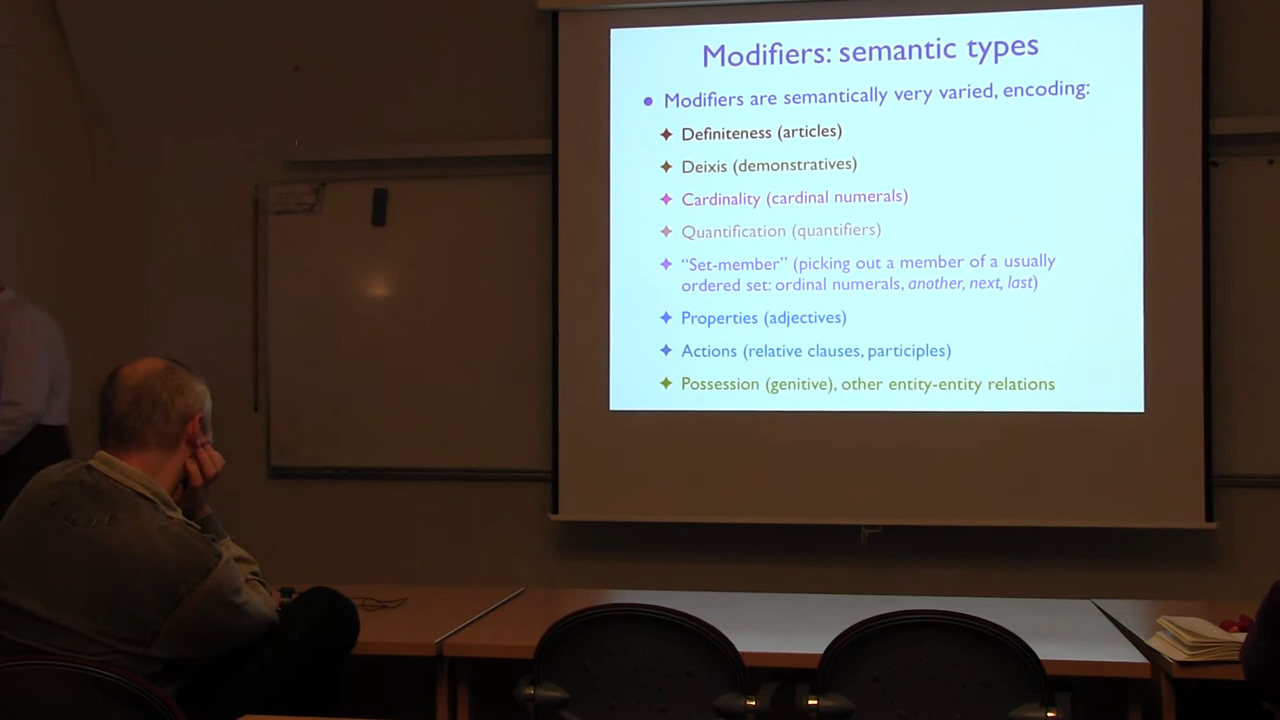 Modifiers: semantic types
• Modifiers are semantically very varied, encoding:
✦ Definiteness (articles)
✦ Deixis (demonstratives)
✦ Cardinality (cardinal numerals)
✦ Quantification (quantifiers)
✦ “Set-member” (picking out a member of a usually
ordered set: ordinal numerals, another, next, last)
✦ Properties (adjectives)
✦ Actions (relative clauses, participles)
✦ Possession (genitive), other entity-entity relations